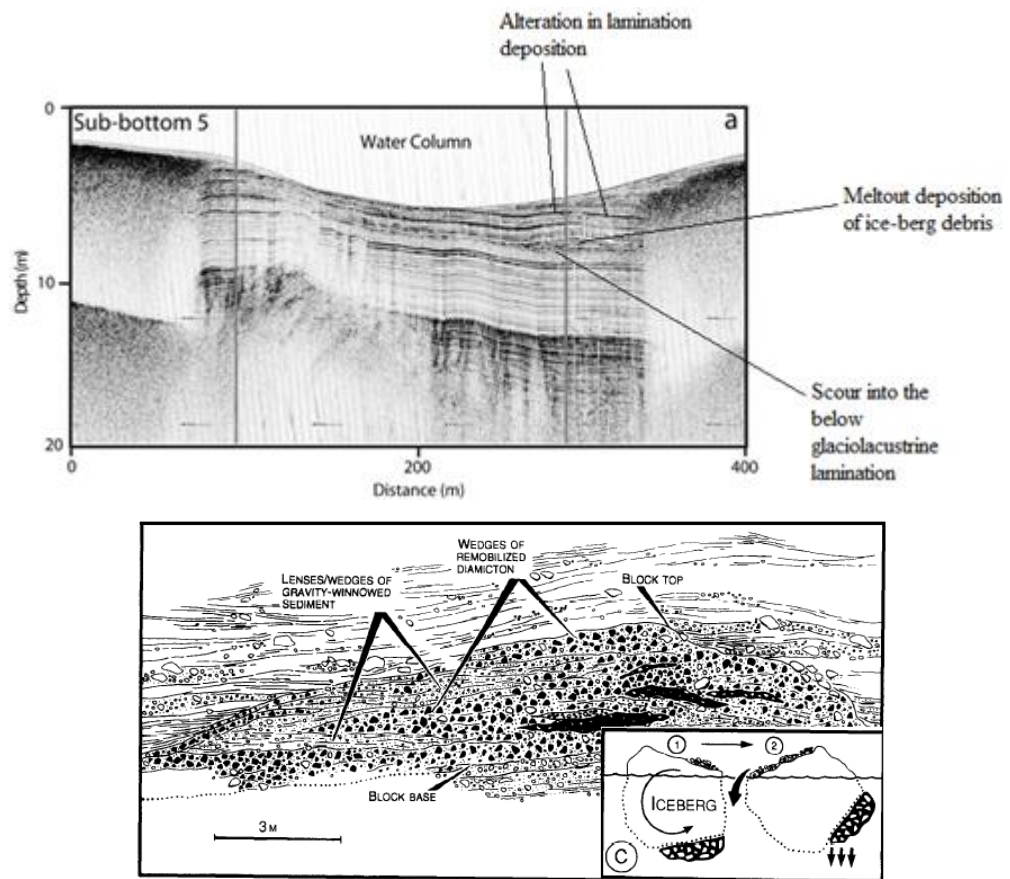 Alteration in lamination
deposition
0
Sub-bottom 5
a
Water Column
Meltout deposition
of ice-berg debris
Depth (m)
10
Scour into the
below
glaciolacustrine
lamination
20
0
200
400
Distance (m)
WEDGES OF
REMOBILIZED
DIAMICTON
LENSES/WEDGES OF
GRAVITY-WINNOWED
SEDIMENT
BLOCK TOP
BLOCK BASE
3 M
1
2
ICEBERG
C